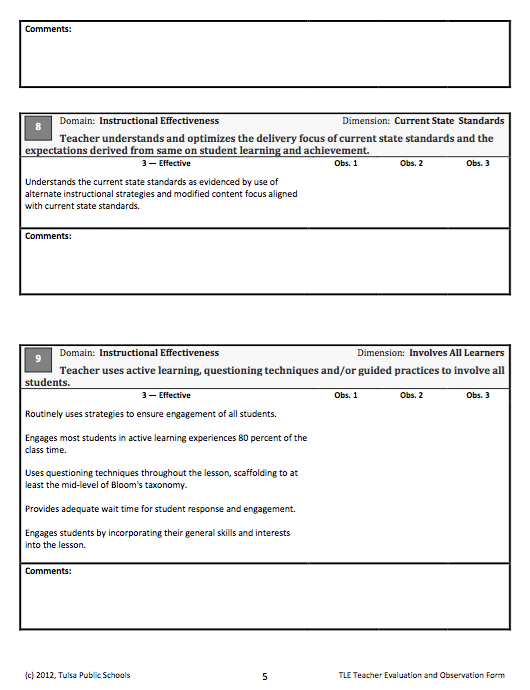 Comments:
8
Domain: Instructional Effectiveness Dimension: Current State Standards
Teacher understands and optimizes the delivery focus of current state standards and the
expectations derived from same on student learning and achievement.
3 — Effective Obs. 1 Obs. 2 Obs. 3
Understands the current state standards as evidenced by use of
alternate instructional strategies and modified content focus aligned
with current state standards.
Comments:
9
Domain: Instructional Effectiveness Dimension: Involves All Learners
Teacher uses active learning, questioning techniques and/or guided practices to involve all
students.
3 — Effective Obs. 1 Obs. 2 Obs. 3
Routinely uses strategies to ensure engagement of all students.
Engages most students in active learning experiences 80 percent of the
class time.
Uses questioning techniques throughout the lesson, scaffolding to at
least the mid-level of Bloom's taxonomy.
Provides adequate wait time for student response and engagement.
Engages students by incorporating their general skills and interests
into the lesson.
Comments:
(c) 2012, Tulsa Public Schools 5 TLE Teacher Evaluation and Observation Form